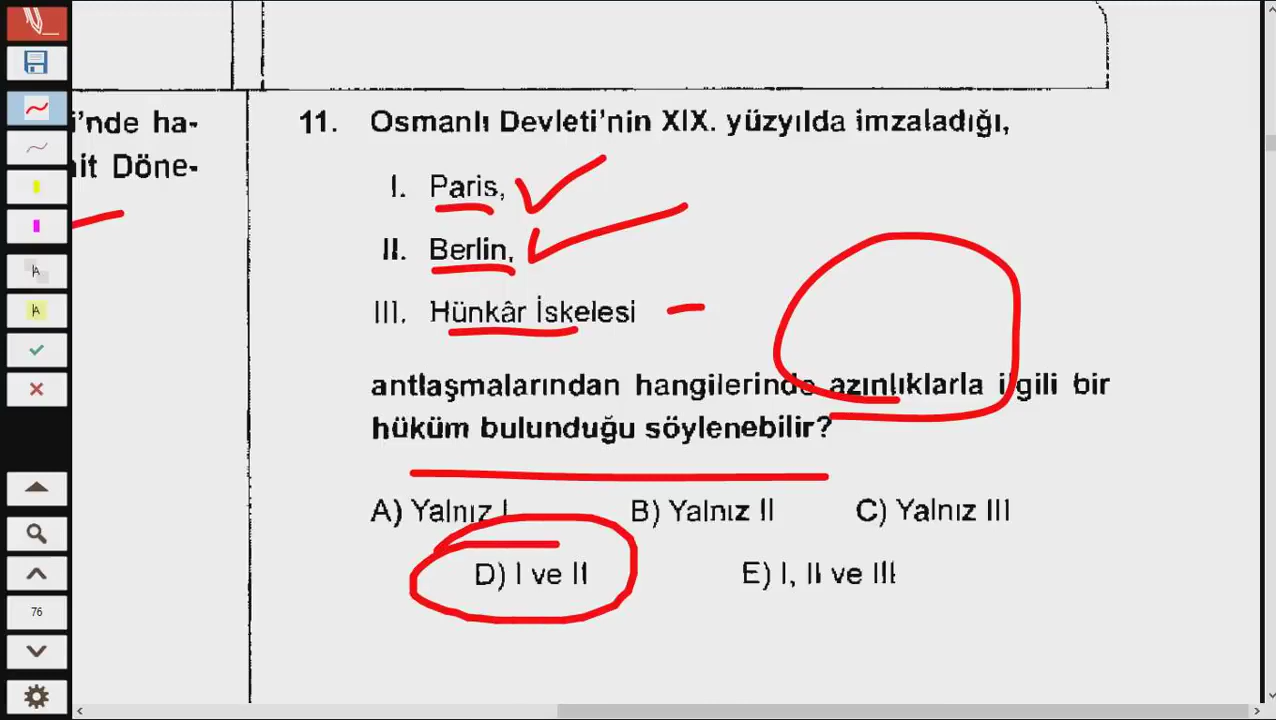 i'nde ha-
nit Döne-
11. Osmanlı Devleti'nin XIX. yüzyılda imzaladığı,
I. Paris,
II. Berlin,
III. Hünkâr İskelesi
antlaşmalarından hangilerinde azınlıklarla ilgili bir
hüküm bulunduğu söylenebilir?
A) Yalnız I B) Yalnız II C) Yalnız III
D) I ve II E) I, II ve III
76